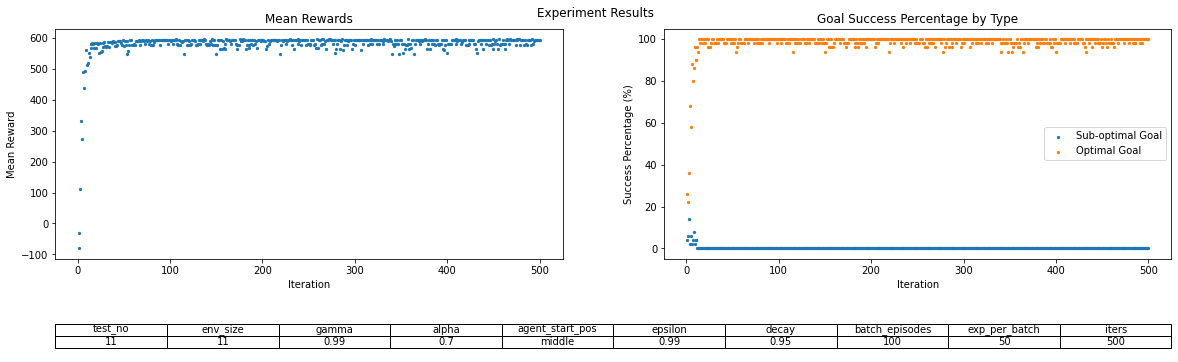 Experiment Results
Mean Rewards
Mean Reward
600
500
400
300
200
100
0
−100
0 100 200 300 400 500
Iteration
Goal Success Percentage by Type
Success Percentage (%)
100
80
60
40
20
0
Sub-optimal Goal
Optimal Goal
0 100 200 300 400 500
Iteration
test_no env_size gamma alpha agent_start_pos epsilon decay batch_episodes exp_per_batch iters
11 11 0.99 0.7 middle 0.99 0.95 100 50 500